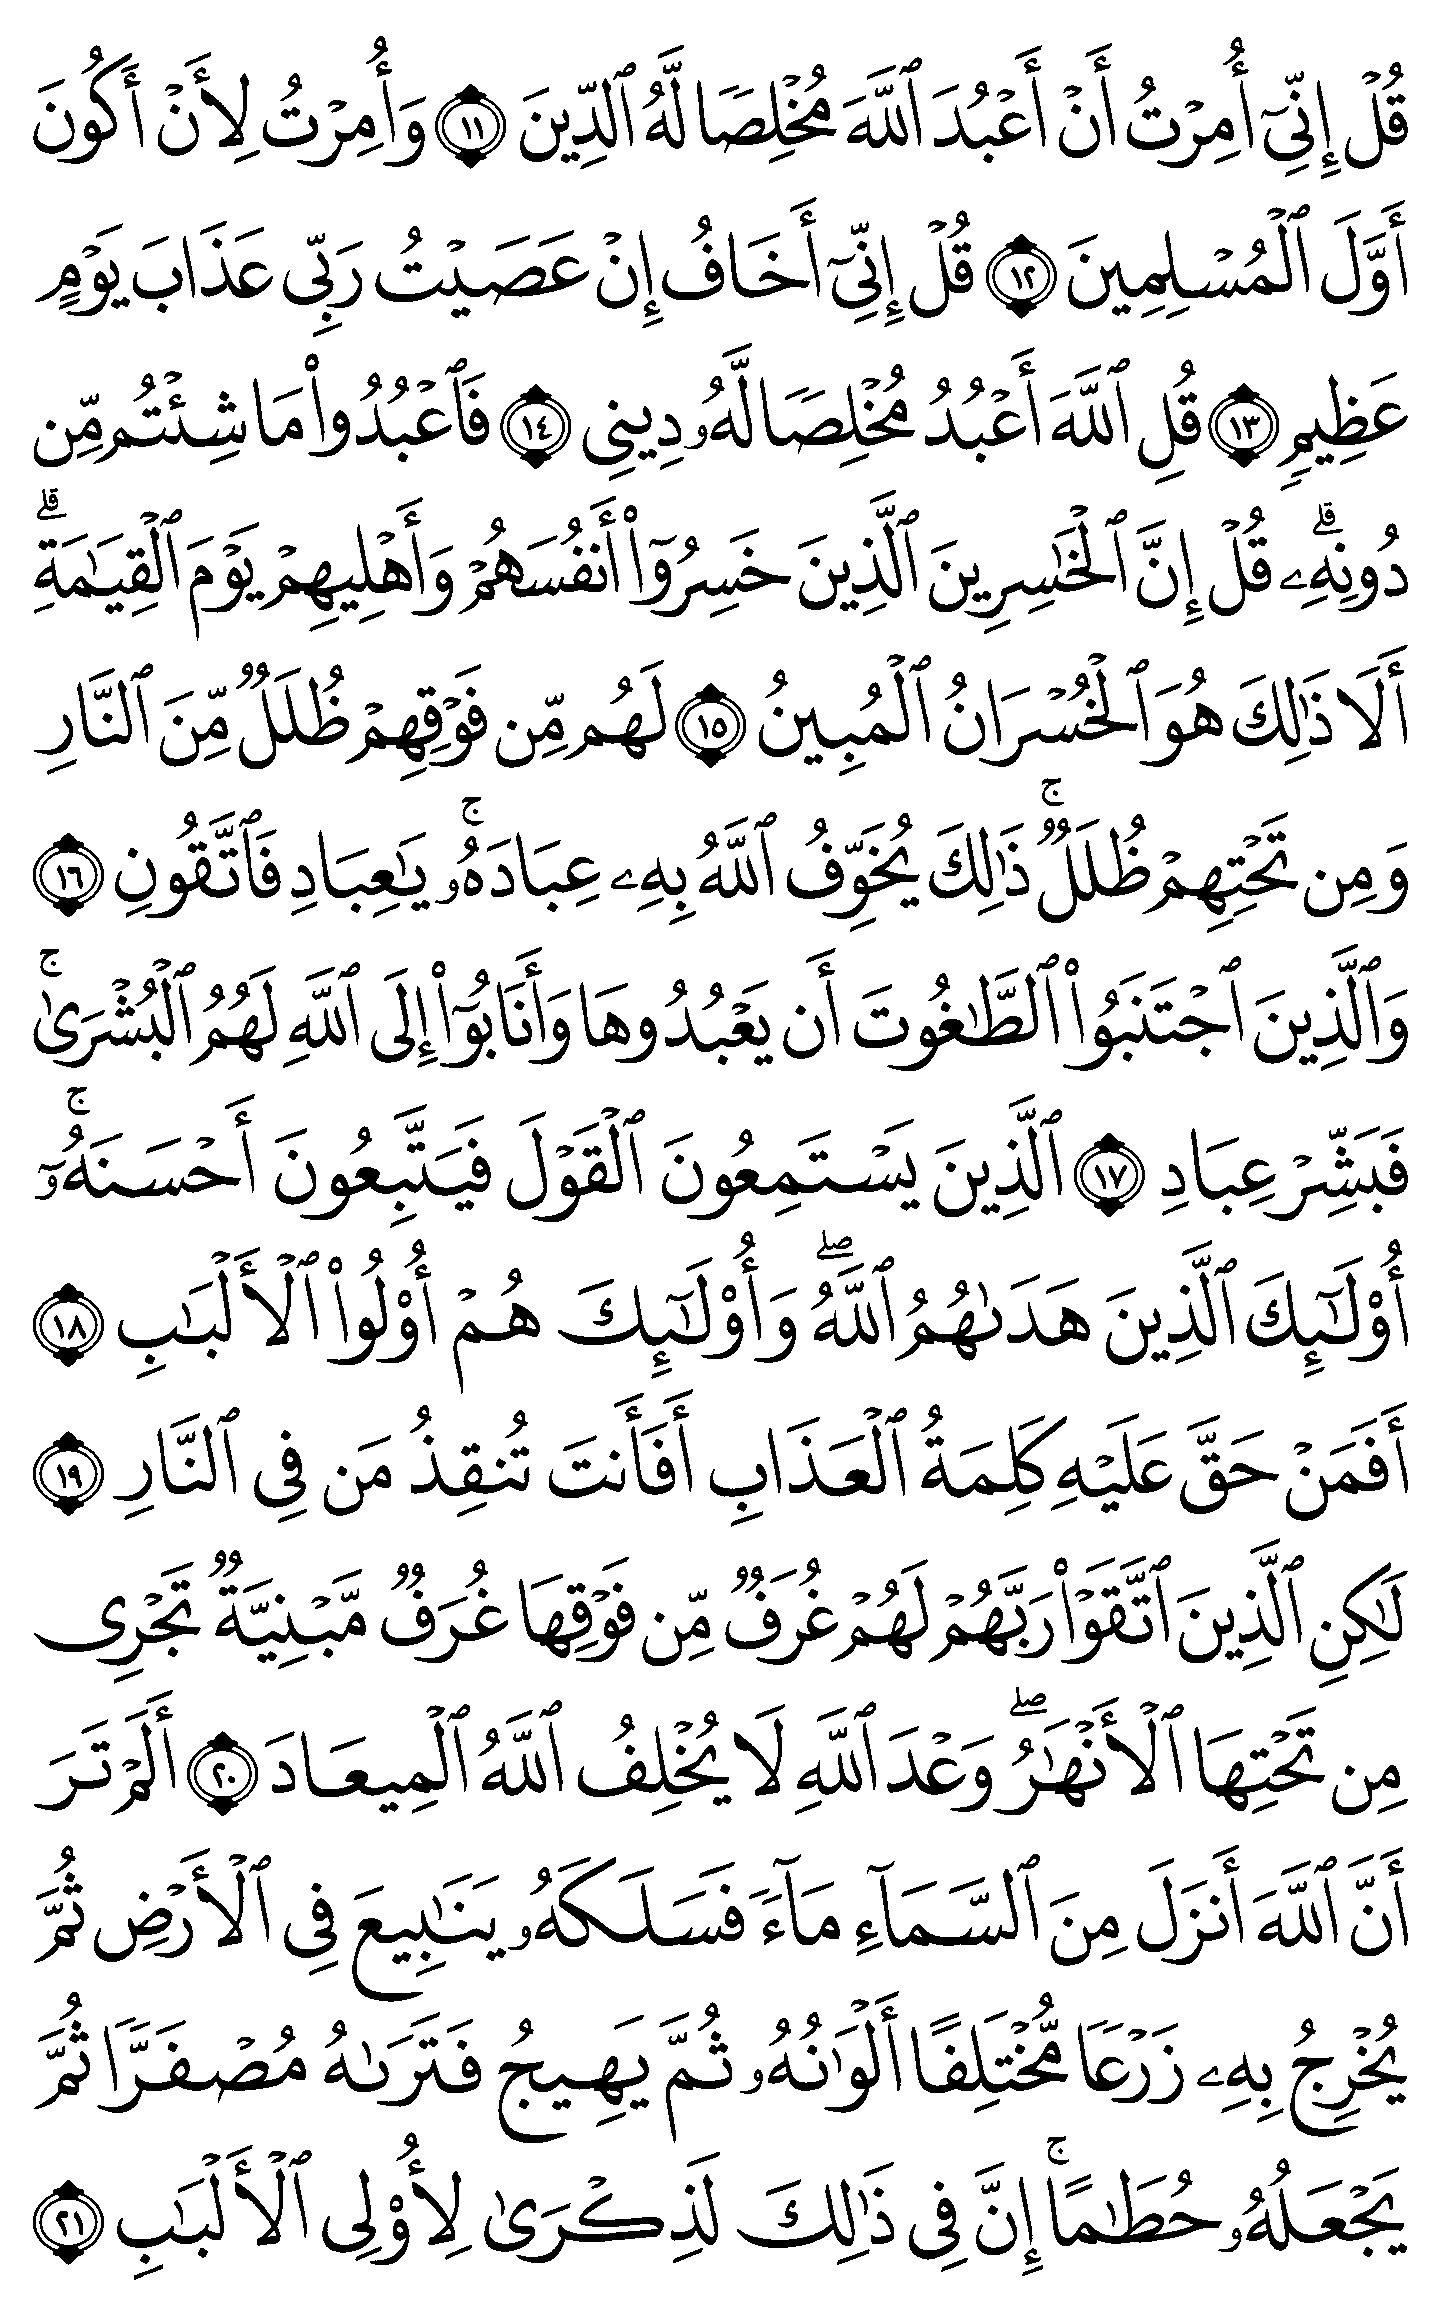 قُلْ إِنِّىٓ أُمِرْتُ أَنْ أَعْبُدَ ٱللَّهَ مُخْلِصًا لَّهُ ٱلدِّينَ ١١ وَأُمِرْتُ لِأَنْ أَكُونَ
أَوَّلَ ٱلْمُسْلِمِينَ ١٢ قُلْ إِنِّىٓ أَخَافُ إِنْ عَصَيْتُ رَبِّى عَذَابَ يَوْمٍ
عَظِيمٍ ١٣ قُلِ ٱللَّهَ أَعْبُدُ مُخْلِصًا لَّهُۥ دِينِى ١٤ فَٱعْبُدُوا۟ مَا شِئْتُم مِّن
دُونِهِۦ ۗ قُلْ إِنَّ ٱلْخَٰسِرِينَ ٱلَّذِينَ خَسِرُوٓا۟ أَنفُسَهُمْ وَأَهْلِيهِمْ يَوْمَ ٱلْقِيَٰمَةِ ۗ
أَلَا ذَٰلِكَ هُوَ ٱلْخُسْرَانُ ٱلْمُبِينُ ١٥ لَهُم مِّن فَوْقِهِمْ ظُلَلٌ مِّنَ ٱلنَّارِ
وَمِن تَحْتِهِمْ ظُلَلٌ ۚ ذَٰلِكَ يُخَوِّفُ ٱللَّهُ بِهِۦ عِبَادَهُۥ ۚ يَٰعِبَادِ فَٱتَّقُونِ ١٦
وَٱلَّذِينَ ٱجْتَنَبُوا۟ ٱلطَّٰغُوتَ أَن يَعْبُدُوهَا وَأَنَابُوٓا۟ إِلَى ٱللَّهِ لَهُمُ ٱلْبُشْرَىٰ ۚ
فَبَشِّرْ عِبَادِ ١٧ ٱلَّذِينَ يَسْتَمِعُونَ ٱلْقَوْلَ فَيَتَّبِعُونَ أَحْسَنَهُۥٓ ۚ
أُو۟لَٰٓئِكَ ٱلَّذِينَ هَدَىٰهُمُ ٱللَّهُ ۖ وَأُو۟لَٰٓئِكَ هُمْ أُو۟لُوا۟ ٱلْأَلْبَٰبِ ١٨
أَفَمَنْ حَقَّ عَلَيْهِ كَلِمَةُ ٱلْعَذَابِ أَفَأَنتَ تُنقِذُ مَن فِى ٱلنَّارِ ١٩
لَٰكِنِ ٱلَّذِينَ ٱتَّقَوْا۟ رَبَّهُمْ لَهُمْ غُرَفٌ مِّن فَوْقِهَا غُرَفٌ مَّبْنِيَّةٌ تَجْرِى
مِن تَحْتِهَا ٱلْأَنْهَٰرُ ۖ وَعْدَ ٱللَّهِ لَا يُخْلِفُ ٱللَّهُ ٱلْمِيعَادَ ٢٠ أَلَمْ تَرَ
أَنَّ ٱللَّهَ أَنزَلَ مِنَ ٱلسَّمَآءِ مَآءً فَسَلَكَهُۥ يَنَٰبِيعَ فِى ٱلْأَرْضِ ثُمَّ
يُخْرِجُ بِهِۦ زَرْعًا مُّخْتَلِفًا أَلْوَٰنُهُۥ ثُمَّ يَهِيجُ فَتَرَىٰهُ مُصْفَرًّا ثُمَّ
يَجْعَلُهُۥ حُطَٰمًا ۚ إِنَّ فِى ذَٰلِكَ لَذِكْرَىٰ لِأُو۟لِى ٱلْأَلْبَٰبِ ٢١